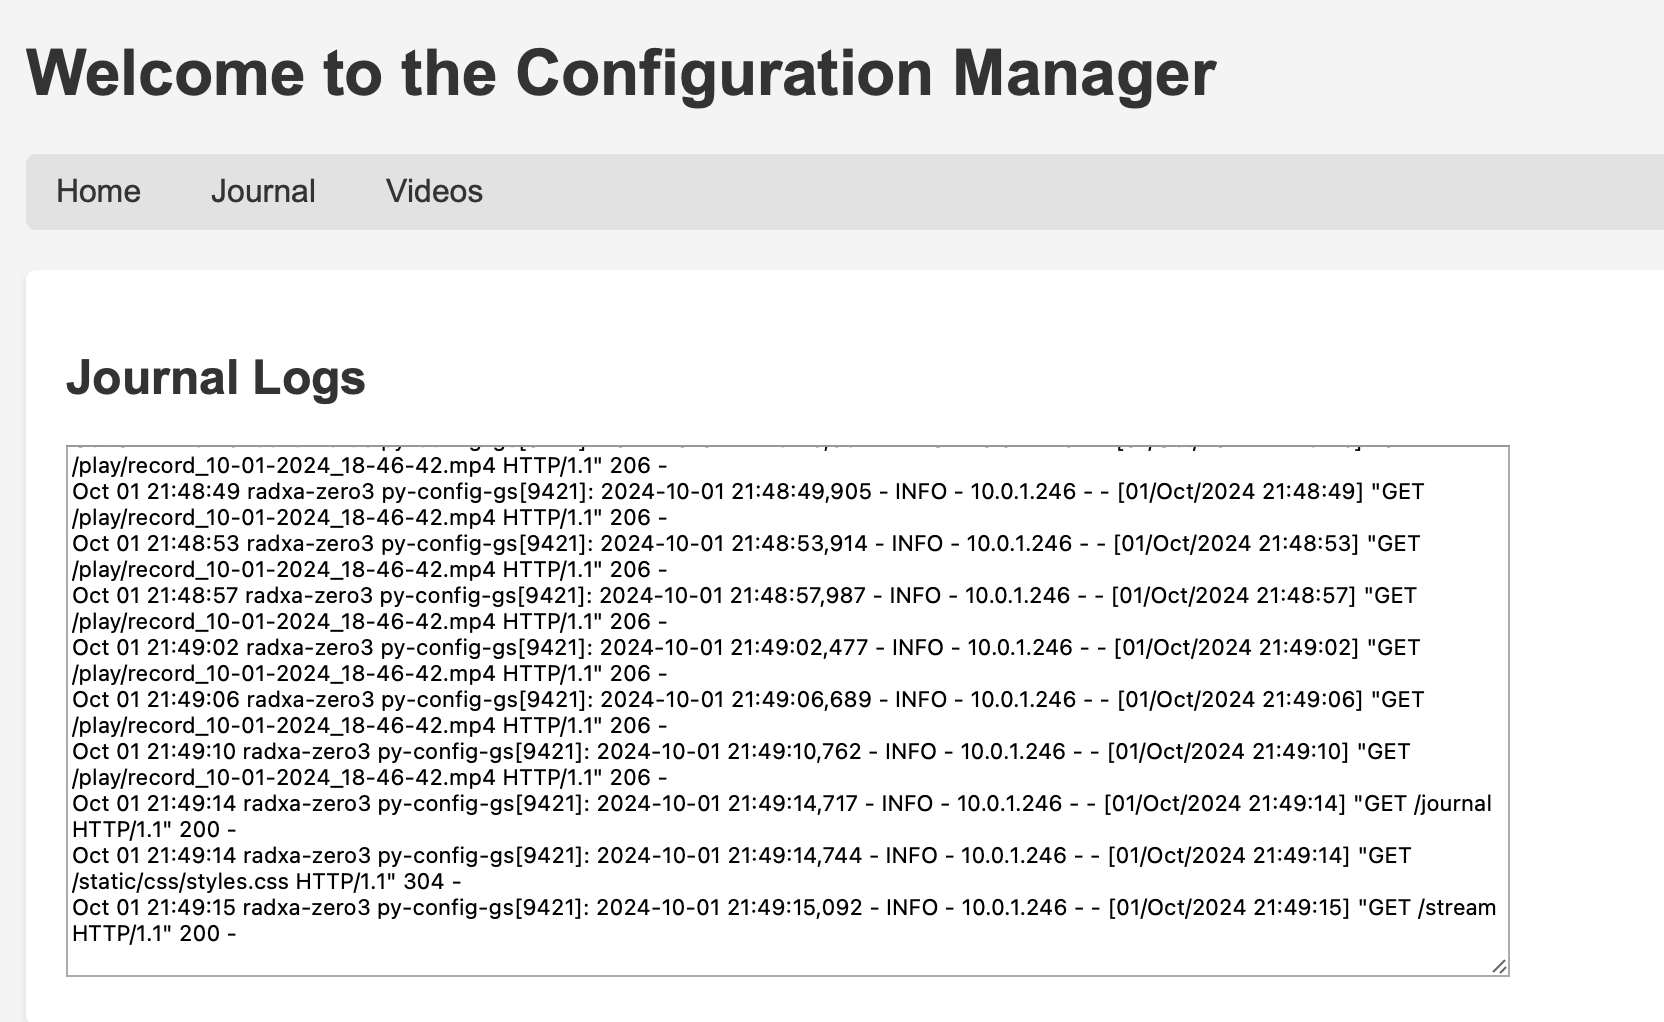 Welcome to the Configuration Manager
Home Journal Videos
Journal Logs
/play/record_10-01-2024_18-46-42.mp4 HTTP/1.1" 206 -
Oct 01 21:48:49 radxa-zero3 py-config-gs[9421]: 2024-10-01 21:48:49,905 - INFO - 10.0.1.246 - - [01/Oct/2024 21:48:49] "GET
/play/record_10-01-2024_18-46-42.mp4 HTTP/1.1" 206 -
Oct 01 21:48:53 radxa-zero3 py-config-gs[9421]: 2024-10-01 21:48:53,914 - INFO - 10.0.1.246 - - [01/Oct/2024 21:48:53] "GET
/play/record_10-01-2024_18-46-42.mp4 HTTP/1.1" 206 -
Oct 01 21:48:57 radxa-zero3 py-config-gs[9421]: 2024-10-01 21:48:57,987 - INFO - 10.0.1.246 - - [01/Oct/2024 21:48:57] "GET
/play/record_10-01-2024_18-46-42.mp4 HTTP/1.1" 206 -
Oct 01 21:49:02 radxa-zero3 py-config-gs[9421]: 2024-10-01 21:49:02,477 - INFO - 10.0.1.246 - - [01/Oct/2024 21:49:02] "GET
/play/record_10-01-2024_18-46-42.mp4 HTTP/1.1" 206 -
Oct 01 21:49:06 radxa-zero3 py-config-gs[9421]: 2024-10-01 21:49:06,689 - INFO - 10.0.1.246 - - [01/Oct/2024 21:49:06] "GET
/play/record_10-01-2024_18-46-42.mp4 HTTP/1.1" 206 -
Oct 01 21:49:10 radxa-zero3 py-config-gs[9421]: 2024-10-01 21:49:10,762 - INFO - 10.0.1.246 - - [01/Oct/2024 21:49:10] "GET
/play/record_10-01-2024_18-46-42.mp4 HTTP/1.1" 206 -
Oct 01 21:49:14 radxa-zero3 py-config-gs[9421]: 2024-10-01 21:49:14,717 - INFO - 10.0.1.246 - - [01/Oct/2024 21:49:14] "GET /journal
HTTP/1.1" 200 -
Oct 01 21:49:14 radxa-zero3 py-config-gs[9421]: 2024-10-01 21:49:14,744 - INFO - 10.0.1.246 - - [01/Oct/2024 21:49:14] "GET
/static/css/styles.css HTTP/1.1" 304 -
Oct 01 21:49:15 radxa-zero3 py-config-gs[9421]: 2024-10-01 21:49:15,092 - INFO - 10.0.1.246 - - [01/Oct/2024 21:49:15] "GET /stream
HTTP/1.1" 200 -